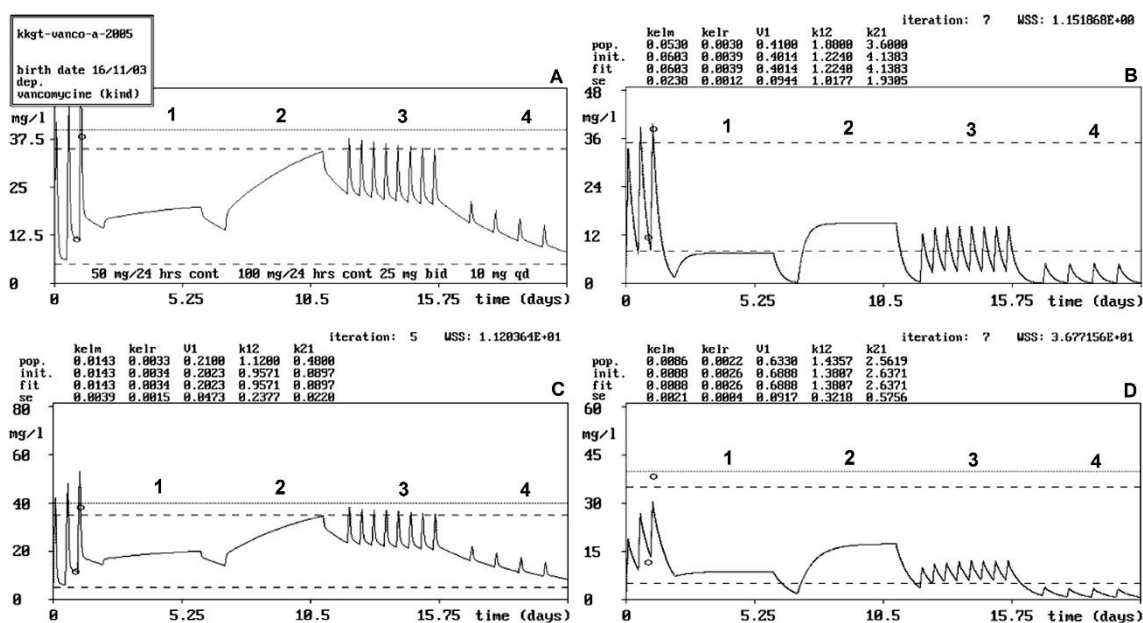 kkgt-vanco-a-2005
birth date 16/11/03
dep.
vancomycine (kind)
A
mg/l
37.5
25
12.5
0
1 2 3 4
50 mg/24 hrs cont 100 mg/24 hrs cont 25 mg bid 10 mg qd
0 5.25 10.5 15.75 time (days)
iteration: 7 WSS: 1.151868E+00
kelm kelr V1 k12 k21
pop. 0.0530 0.0030 0.4100 1.8800 3.6000
init. 0.0603 0.0039 0.4014 1.2240 4.1383
fit 0.0603 0.0039 0.4014 1.2240 4.1383
se 0.0238 0.0012 0.0944 1.0177 1.9305
B
48
mg/l
36
24
12
0
1 2 3 4
0 5.25 10.5 15.75 time (days)
iteration: 5 WSS: 1.120364E+01
kelm kelr V1 k12 k21
pop. 0.0143 0.0033 0.2100 1.1200 0.4800
init. 0.0143 0.0034 0.2023 0.9571 0.0897
fit 0.0143 0.0034 0.2023 0.9571 0.0897
se 0.0039 0.0015 0.0473 0.2377 0.0220
C
80
mg/l
60
40
20
0
1 2 3 4
0 5.25 10.5 15.75 time (days)
iteration: 7 WSS: 3.677156E+01
kelm kelr V1 k12 k21
pop. 0.0086 0.0022 0.6330 1.4357 2.5619
init. 0.0088 0.0026 0.6888 1.3807 2.6371
fit 0.0088 0.0026 0.6888 1.3807 2.6371
se 0.0021 0.0004 0.0917 0.3218 0.5756
D
60
mg/l
45
30
15
0
1 2 3 4
0 5.25 10.5 15.75 time (days)